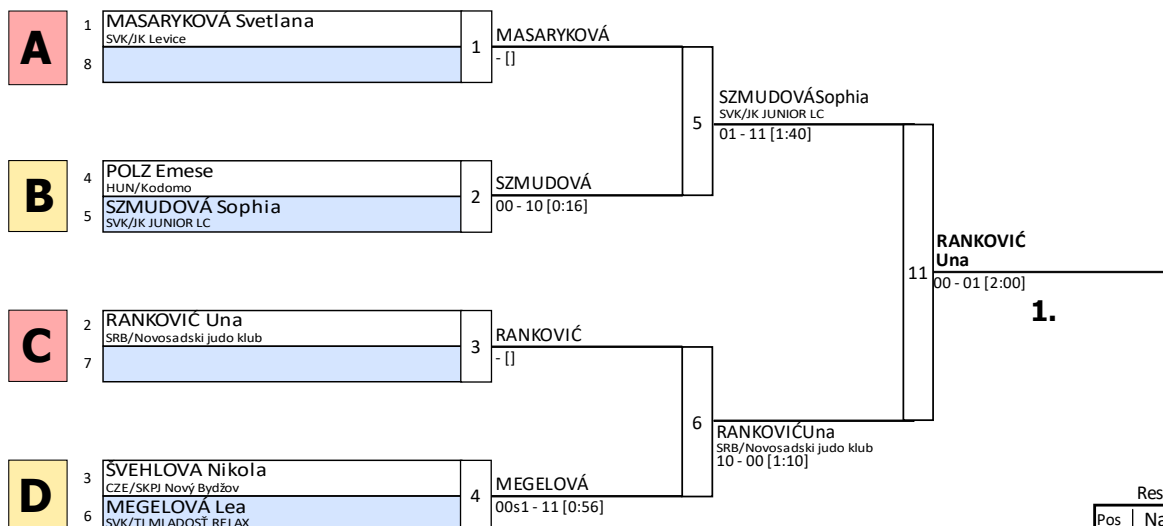 A
1
MASARYKOVÁ Svetlana
SVK/JK Levice
8
1
MASARYKOVÁ
- []
B
4
POLZ Emese
HUN/Kodomo
5
SZMUDOVÁ Sophia
SVK/JK JUNIOR LC
2
SZMUDOVÁ
00 - 10 [0:16]
5
SZMUDOVÁSophia
SVK/JK JUNIOR LC
01 - 11 [1:40]
C
2
RANKOVIĆ Una
SRB/Novosadski judo klub
7
3
RANKOVIĆ
- []
D
3
ŠVEHLOVA Nikola
CZE/SKPJ Nový Bydžov
6
MEGELOVÁ Lea
SVK/TJ MLADOSŤ RELAX
4
MEGELOVÁ
00s1 - 11 [0:56]
6
RANKOVIĆUna
SRB/Novosadski judo klub
10 - 00 [1:10]
11
RANKOVIĆ
Una
00 - 01 [2:00]
1.
Res
Pos
Na